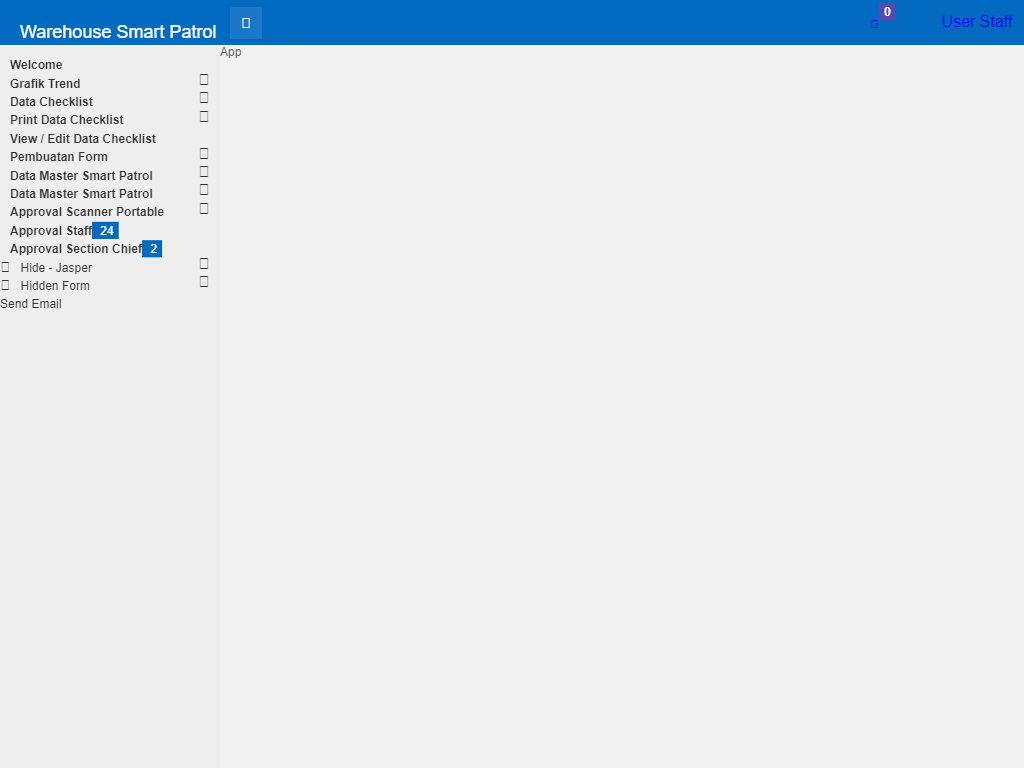 Warehouse Smart Patrol
0
User Staff
App
Welcome
Grafik Trend
Data Checklist
Print Data Checklist
View / Edit Data Checklist
Pembuatan Form
Data Master Smart Patrol
Data Master Smart Patrol
Approval Scanner Portable
Approval Staff 24
Approval Section Chief 2
Hide - Jasper
Hidden Form
Send Email